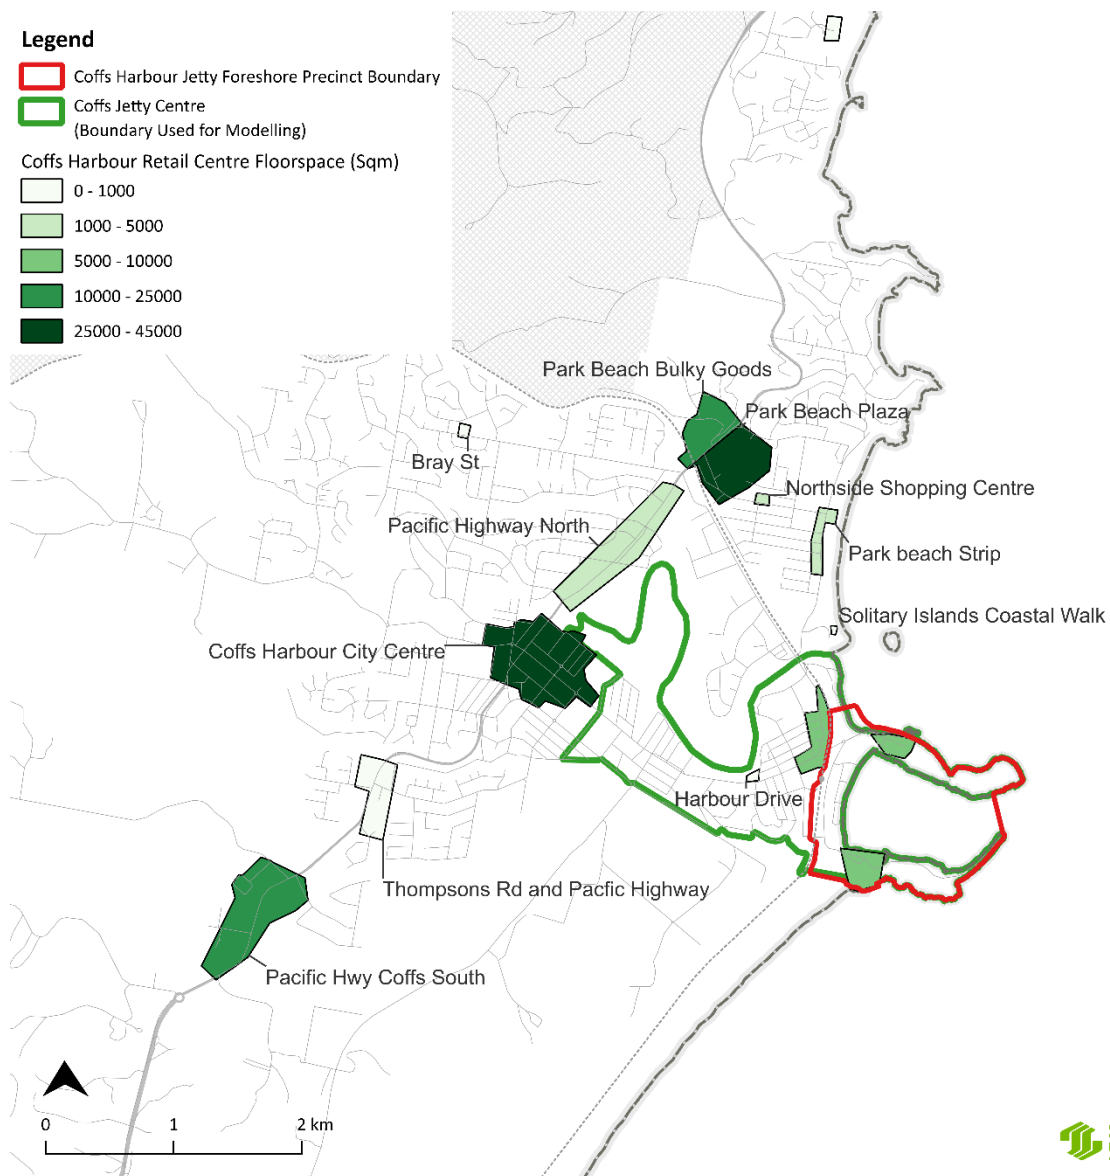 Legend
Coffs Harbour Jetty Foreshore Precinct Boundary
Coffs Jetty Centre
(Boundary Used for Modelling)
Coffs Harbour Retail Centre Floorspace (Sqm)
0 - 1000
1000 - 5000
5000 - 10000
10000 - 25000
25000 - 45000
Park Beach Bulky Goods
Park Beach Plaza
Bray St
Northside Shopping Centre
Pacific Highway North
Park beach Strip
Solitary Islands Coastal Walk
Coffs Harbour City Centre
Harbour Drive
Thompsons Rd and Pacfic Highway
Pacific Hwy Coffs South
0 1 2 km